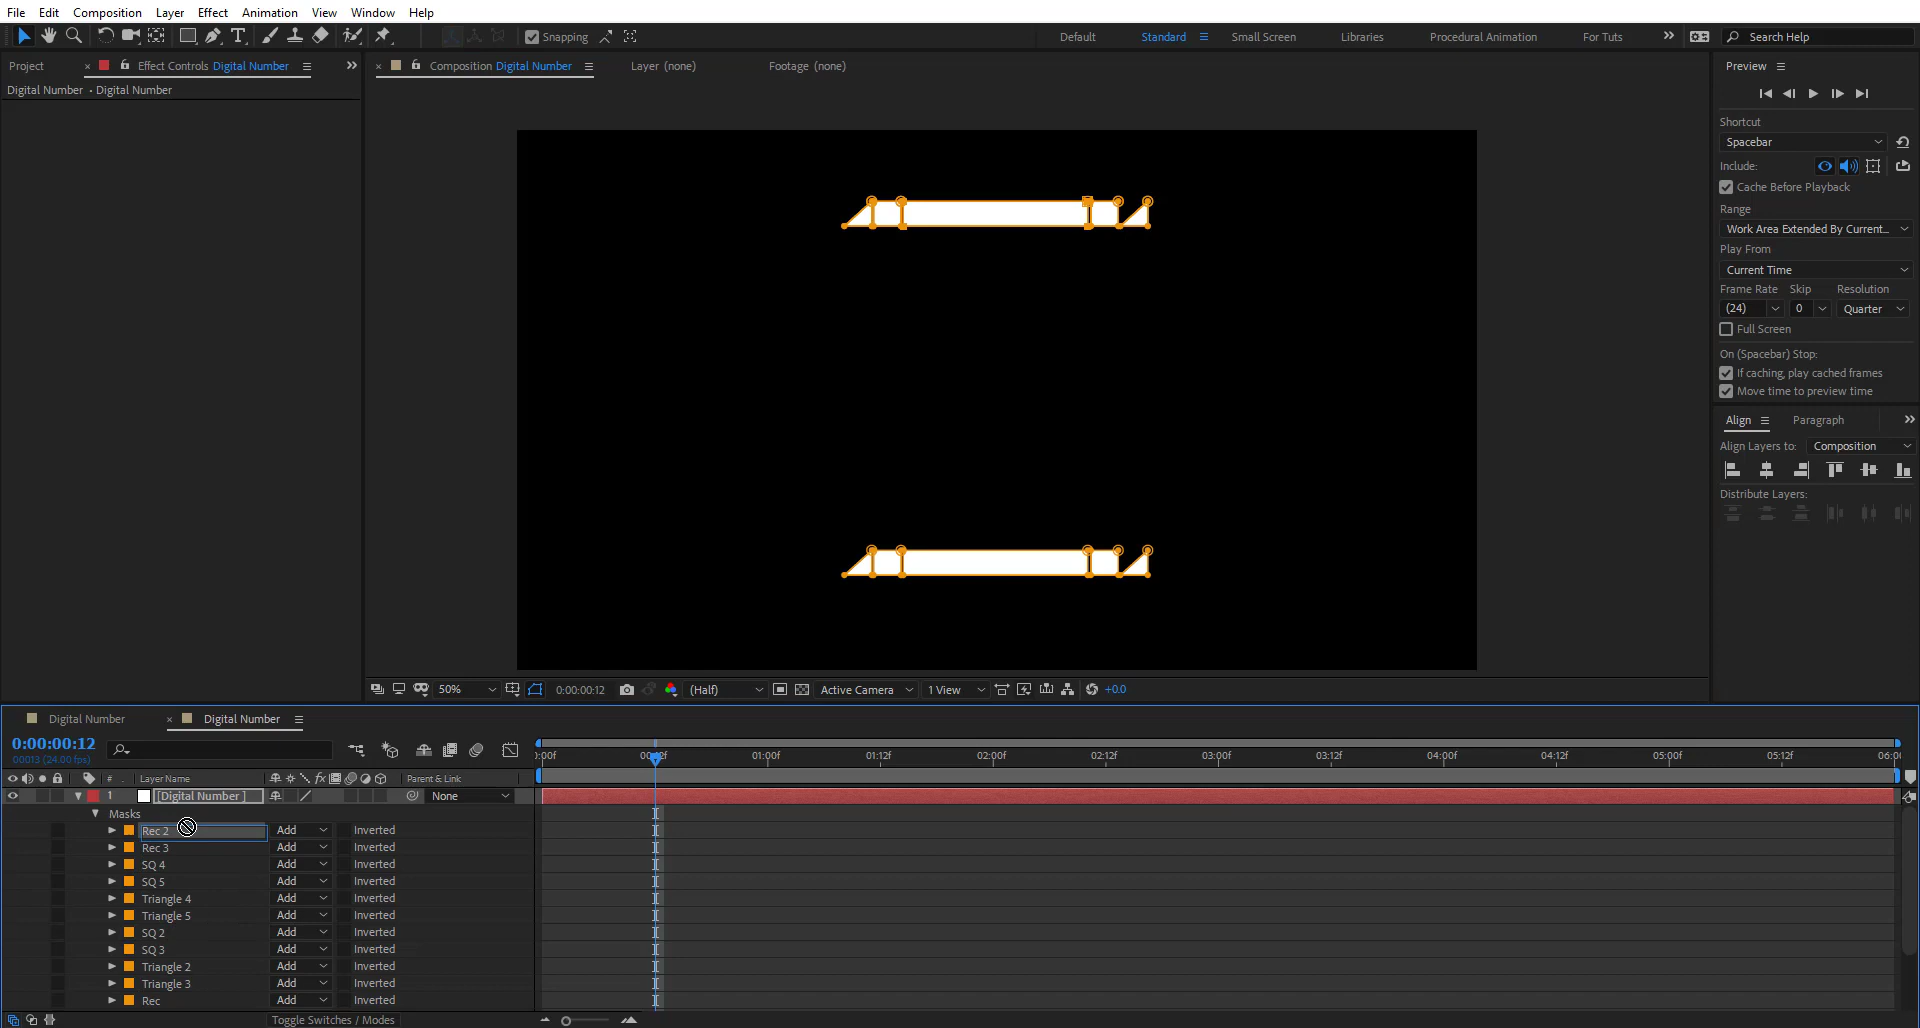 File Edit Composition Layer Effect Animation View Window Help
Snapping Default Standard Small Screen Libraries Procedural Animation For Tuts Search Help
Project Effect Controls Digital Number Composition Digital Number Layer (none) Footage (none) Preview
Digital Number • Digital Number
Shortcut
Spacebar
Include:
Cache Before Playback
Range
Work Area Extended By Current...
Play From
Current Time
Frame Rate Skip Resolution
(24) 0 Quarter
Full Screen
On (Spacebar) Stop:
If caching, play cached frames
Move time to preview time
Align Paragraph
Align Layers to: Composition
Distribute Layers:
50% 0:00:00:12 (Half) Active Camera 1 View +0.0
Digital Number Digital Number
0:00:00:12
00013 (24.00 fps)
:00f 01:00f 01:12f 02:00f 02:12f 03:00f 03:12f 04:00f 04:12f 05:00f 05:12f
# Layer Name Parent & Link
1 [Digital Number ] None
Masks
Rec 2 Add Inverted
Rec 3 Add Inverted
SQ 4 Add Inverted
SQ 5 Add Inverted
Triangle 4 Add Inverted
Triangle 5 Add Inverted
SQ 2 Add Inverted
SQ 3 Add Inverted
Triangle 2 Add Inverted
Triangle 3 Add Inverted
Rec Add Inverted
Toggle Switches / Modes